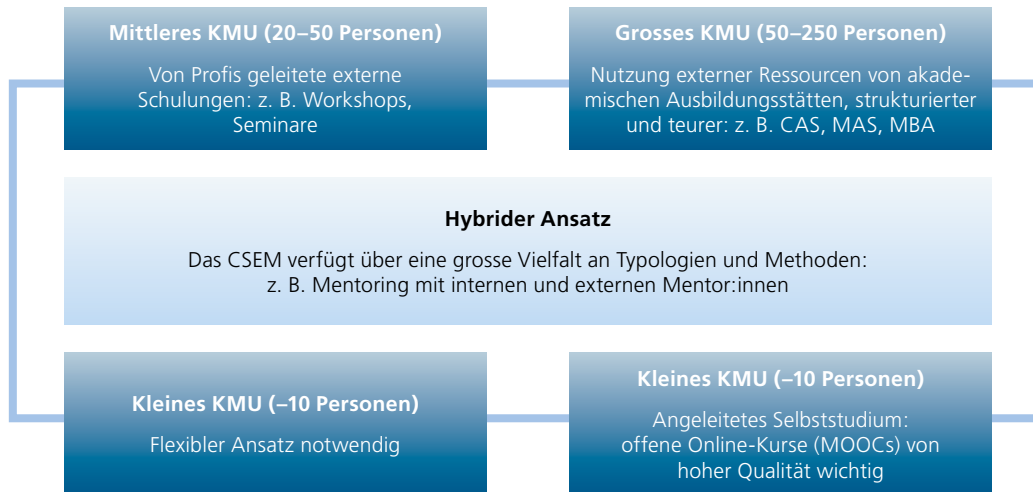 Mittleres KMU (20–50 Personen)
Von Profis geleitete externe
Schulungen: z. B. Workshops,
Seminare
Grosses KMU (50–250 Personen)
Nutzung externer Ressourcen von akade-
mischen Ausbildungsstätten, strukturierter
und teurer: z. B. CAS, MAS, MBA
Hybrider Ansatz
Das CSEM verfügt über eine grosse Vielfalt an Typologien und Methoden:
z. B. Mentoring mit internen und externen Mentor:innen
Kleines KMU (–10 Personen)
Flexibler Ansatz notwendig
Kleines KMU (–10 Personen)
Angeleitetes Selbststudium:
offene Online-Kurse (MOOCs) von
hoher Qualität wichtig